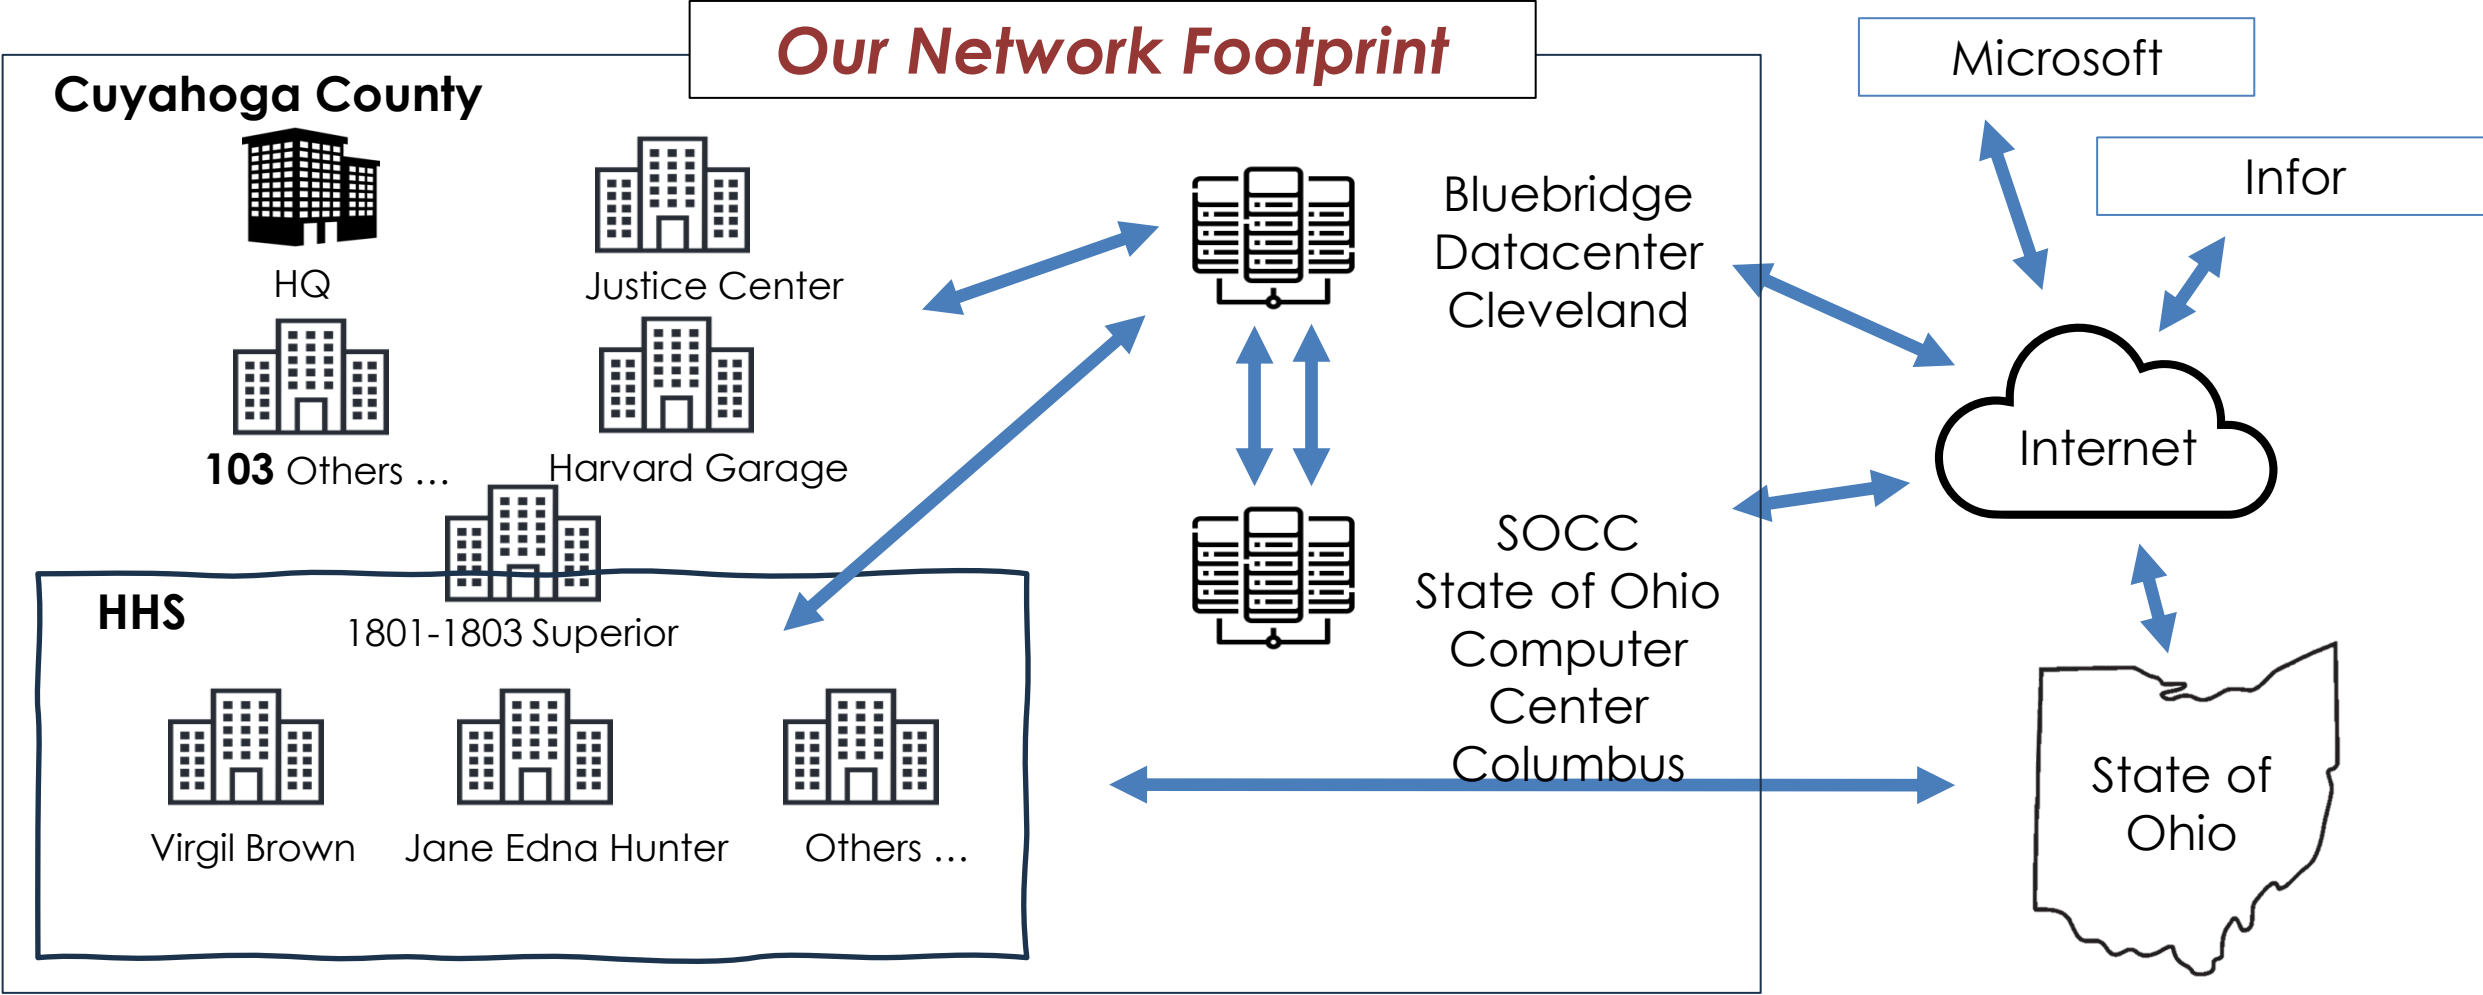 Our Network Footprint
Cuyahoga County
HQ
Justice Center
103 Others ...
Harvard Garage
HHS
1801-1803 Superior
Virgil Brown
Jane Edna Hunter
Others ...
Bluebridge
Datacenter
Cleveland
SOCC
State of Ohio
Computer
Center
Columbus
Microsoft
Infor
Internet
State of
Ohio